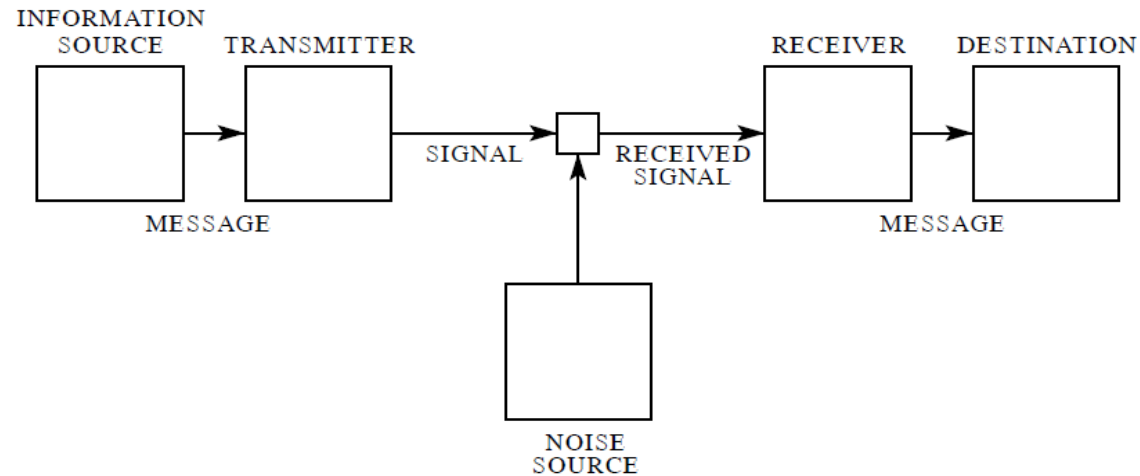 INFORMATION
SOURCE
TRANSMITTER
RECEIVER
DESTINATION
SIGNAL
RECEIVED
SIGNAL
MESSAGE
MESSAGE
NOISE
SOURCE